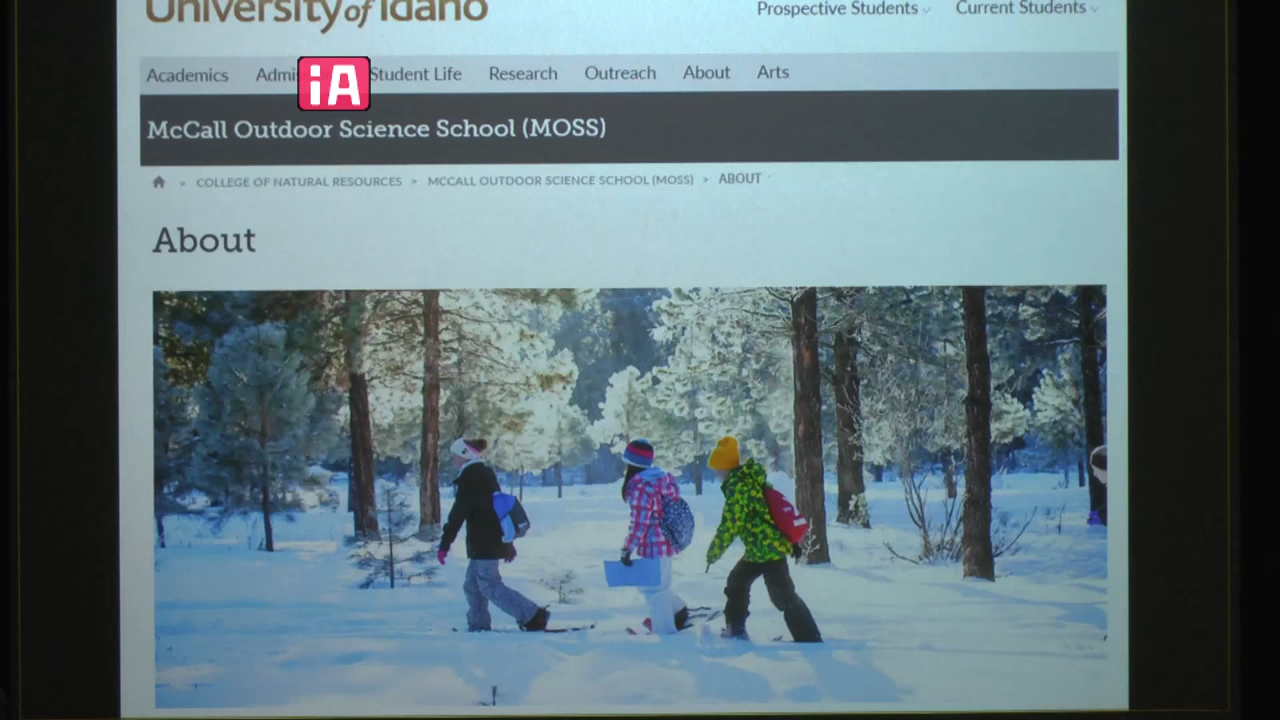 University of Idaho
Prospective Students
Current Students
Academics
Admi
iA
Student Life
Research
Outreach
About
Arts
McCall Outdoor Science School (MOSS)
> COLLEGE OF NATURAL RESOURCES > MCCALL OUTDOOR SCIENCE SCHOOL (MOSS) > ABOUT
About